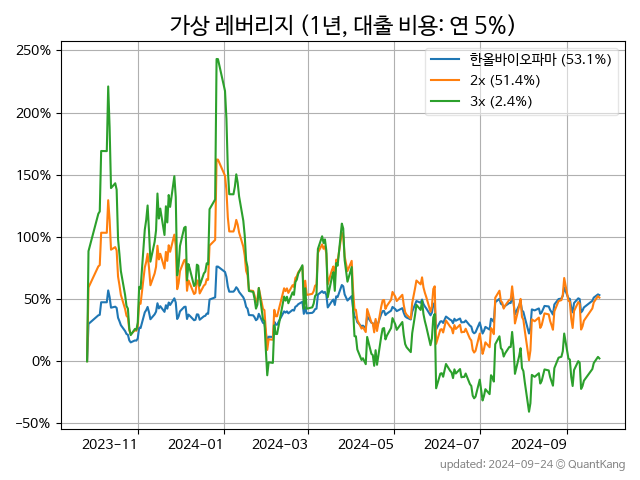 가상 레버리지 (1년, 대출 비용: 연 5%)
250%
200%
150%
100%
50%
0%
−50%
한올바이오파마 (53.1%)
2x (51.4%)
3x (2.4%)
2023-11
2024-01
2024-03
2024-05
2024-07
2024-09
updated: 2024-09-24 © QuantKang